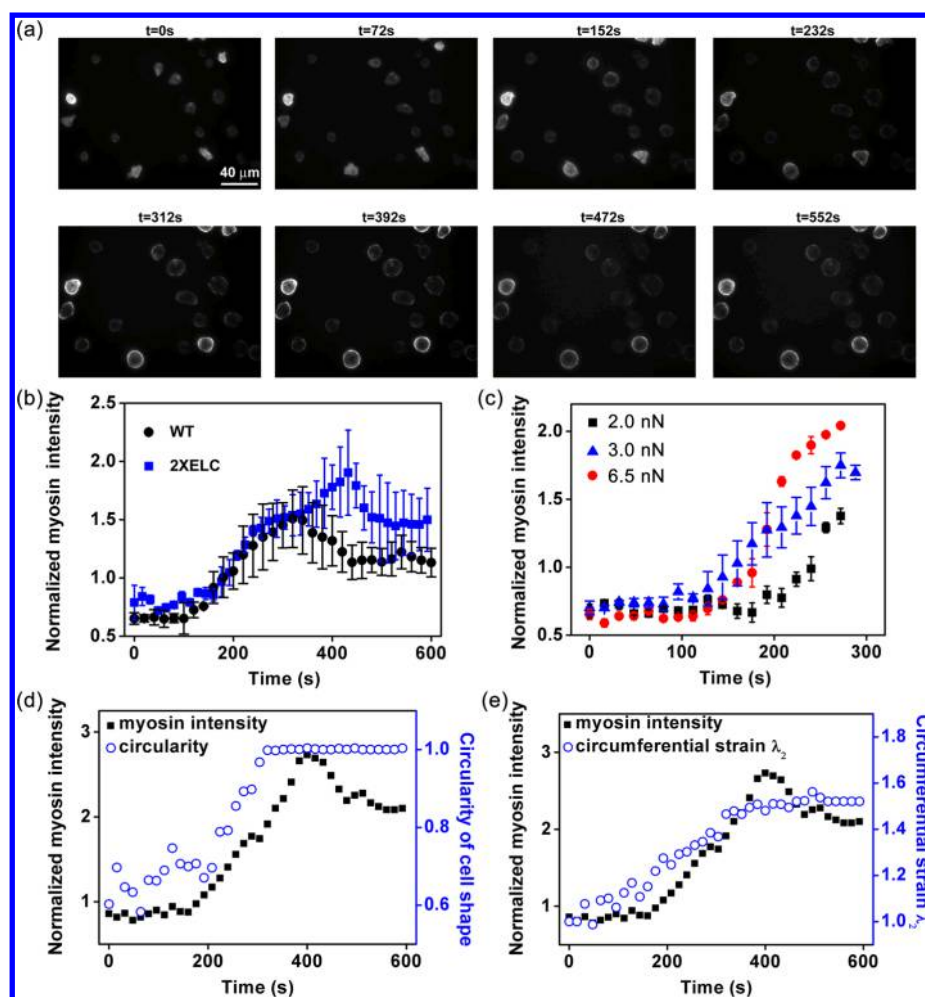 (a)
t=0s
t=72s
t=152s
t=232s
40 μm
t=312s
t=392s
t=472s
t=552s
(b)
Normalized myosin intensity
2.5
2.0
1.5
1.0
0.5
WT
2XELC
0
200
400
600
Time (s)
(c)
Normalized myosin intensity
2.0
1.5
1.0
0.5
2.0 nN
3.0 nN
6.5 nN
0
100
200
300
Time (s)
(d)
Normalized myosin intensity
3
2
1
myosin intensity
circularity
1.0
0.8
0.6
Circularity of cell shape
0
200
400
600
Time (s)
(e)
Normalized myosin intensity
3
2
1
myosin intensity
circumferential strain λ₂
1.8
1.6
1.4
1.2
1.0
Circumferential strain λ₂
0
200
400
600
Time (s)